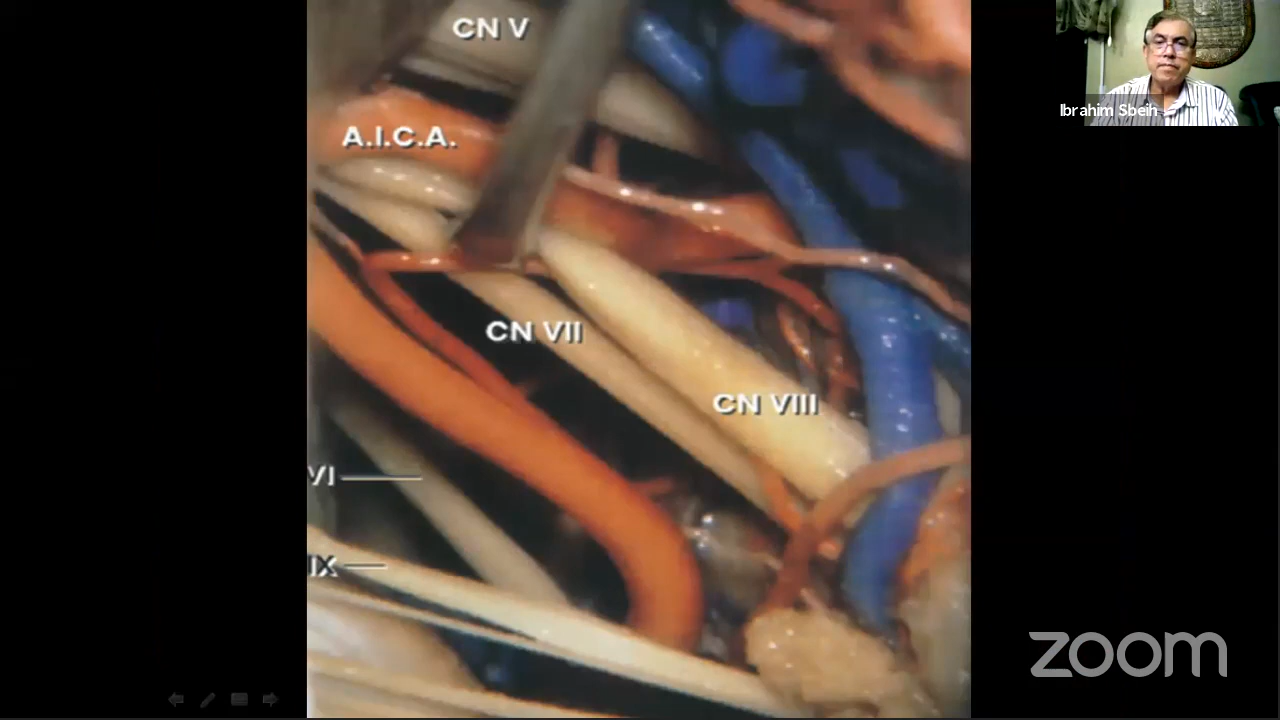 CN V
Ibrahim Sbeih
A.I.C.A.
CN VII
CN VIII
VI
IX
zoom